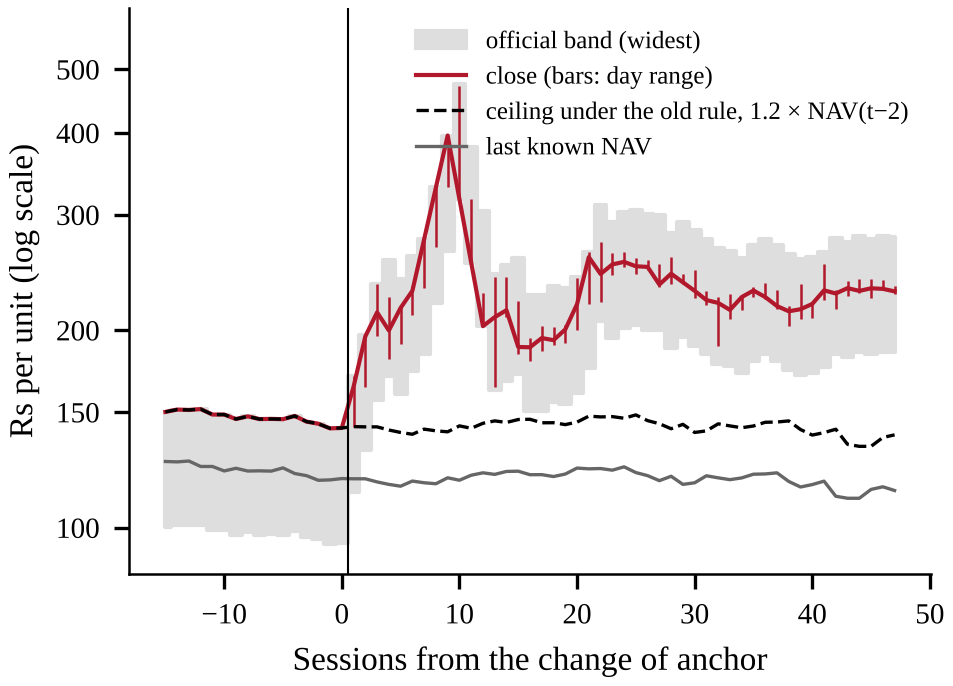 official band (widest)
close (bars: day range)
ceiling under the old rule, 1.2 × NAV(t−2)
last known NAV
Rs per unit (log scale)
500
400
300
200
150
100
−10
0
10
20
30
40
50
Sessions from the change of anchor